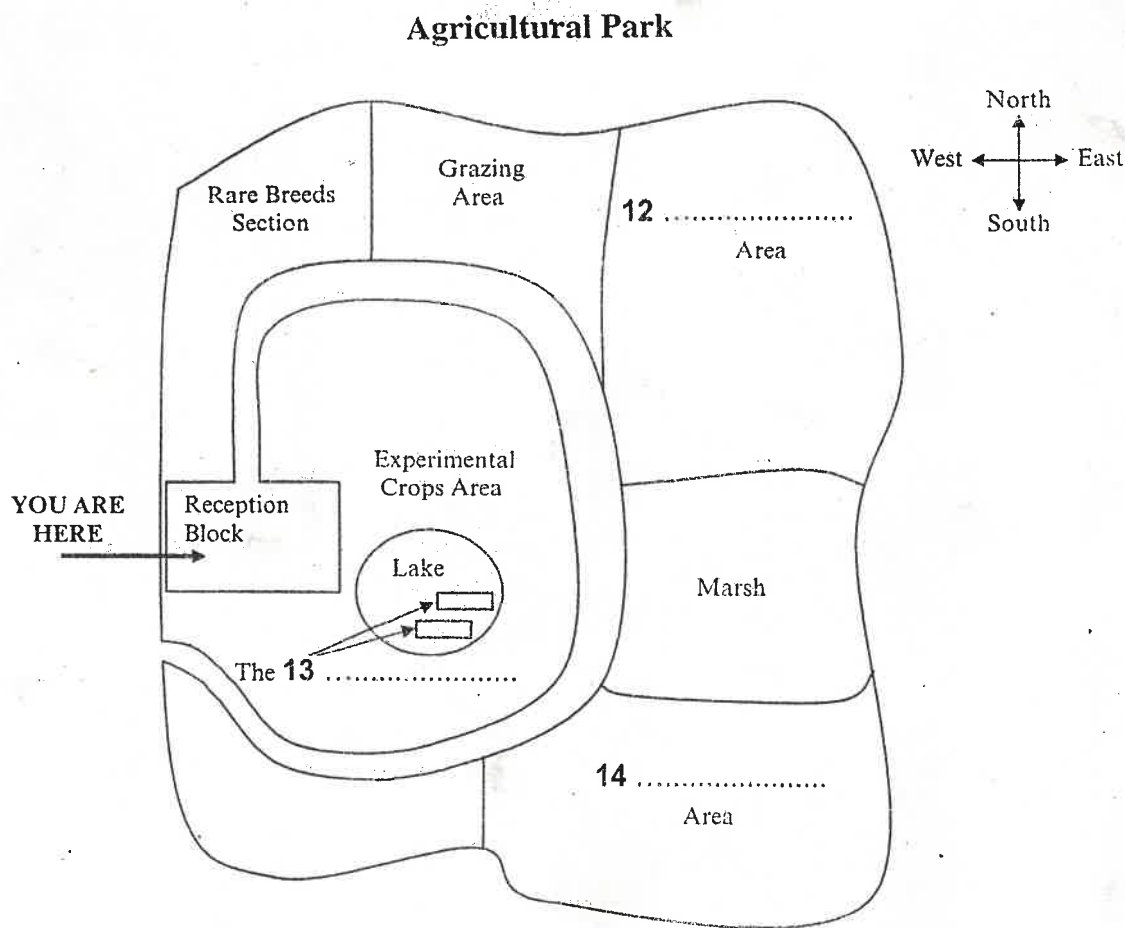 Agricultural Park
North
West
East
South
Rare Breeds
Section
Grazing
Area
12 ........................
Area
Experimental
Crops Area
YOU ARE
HERE
Reception
Block
Lake
Marsh
The 13 ........................
14 ........................
Area